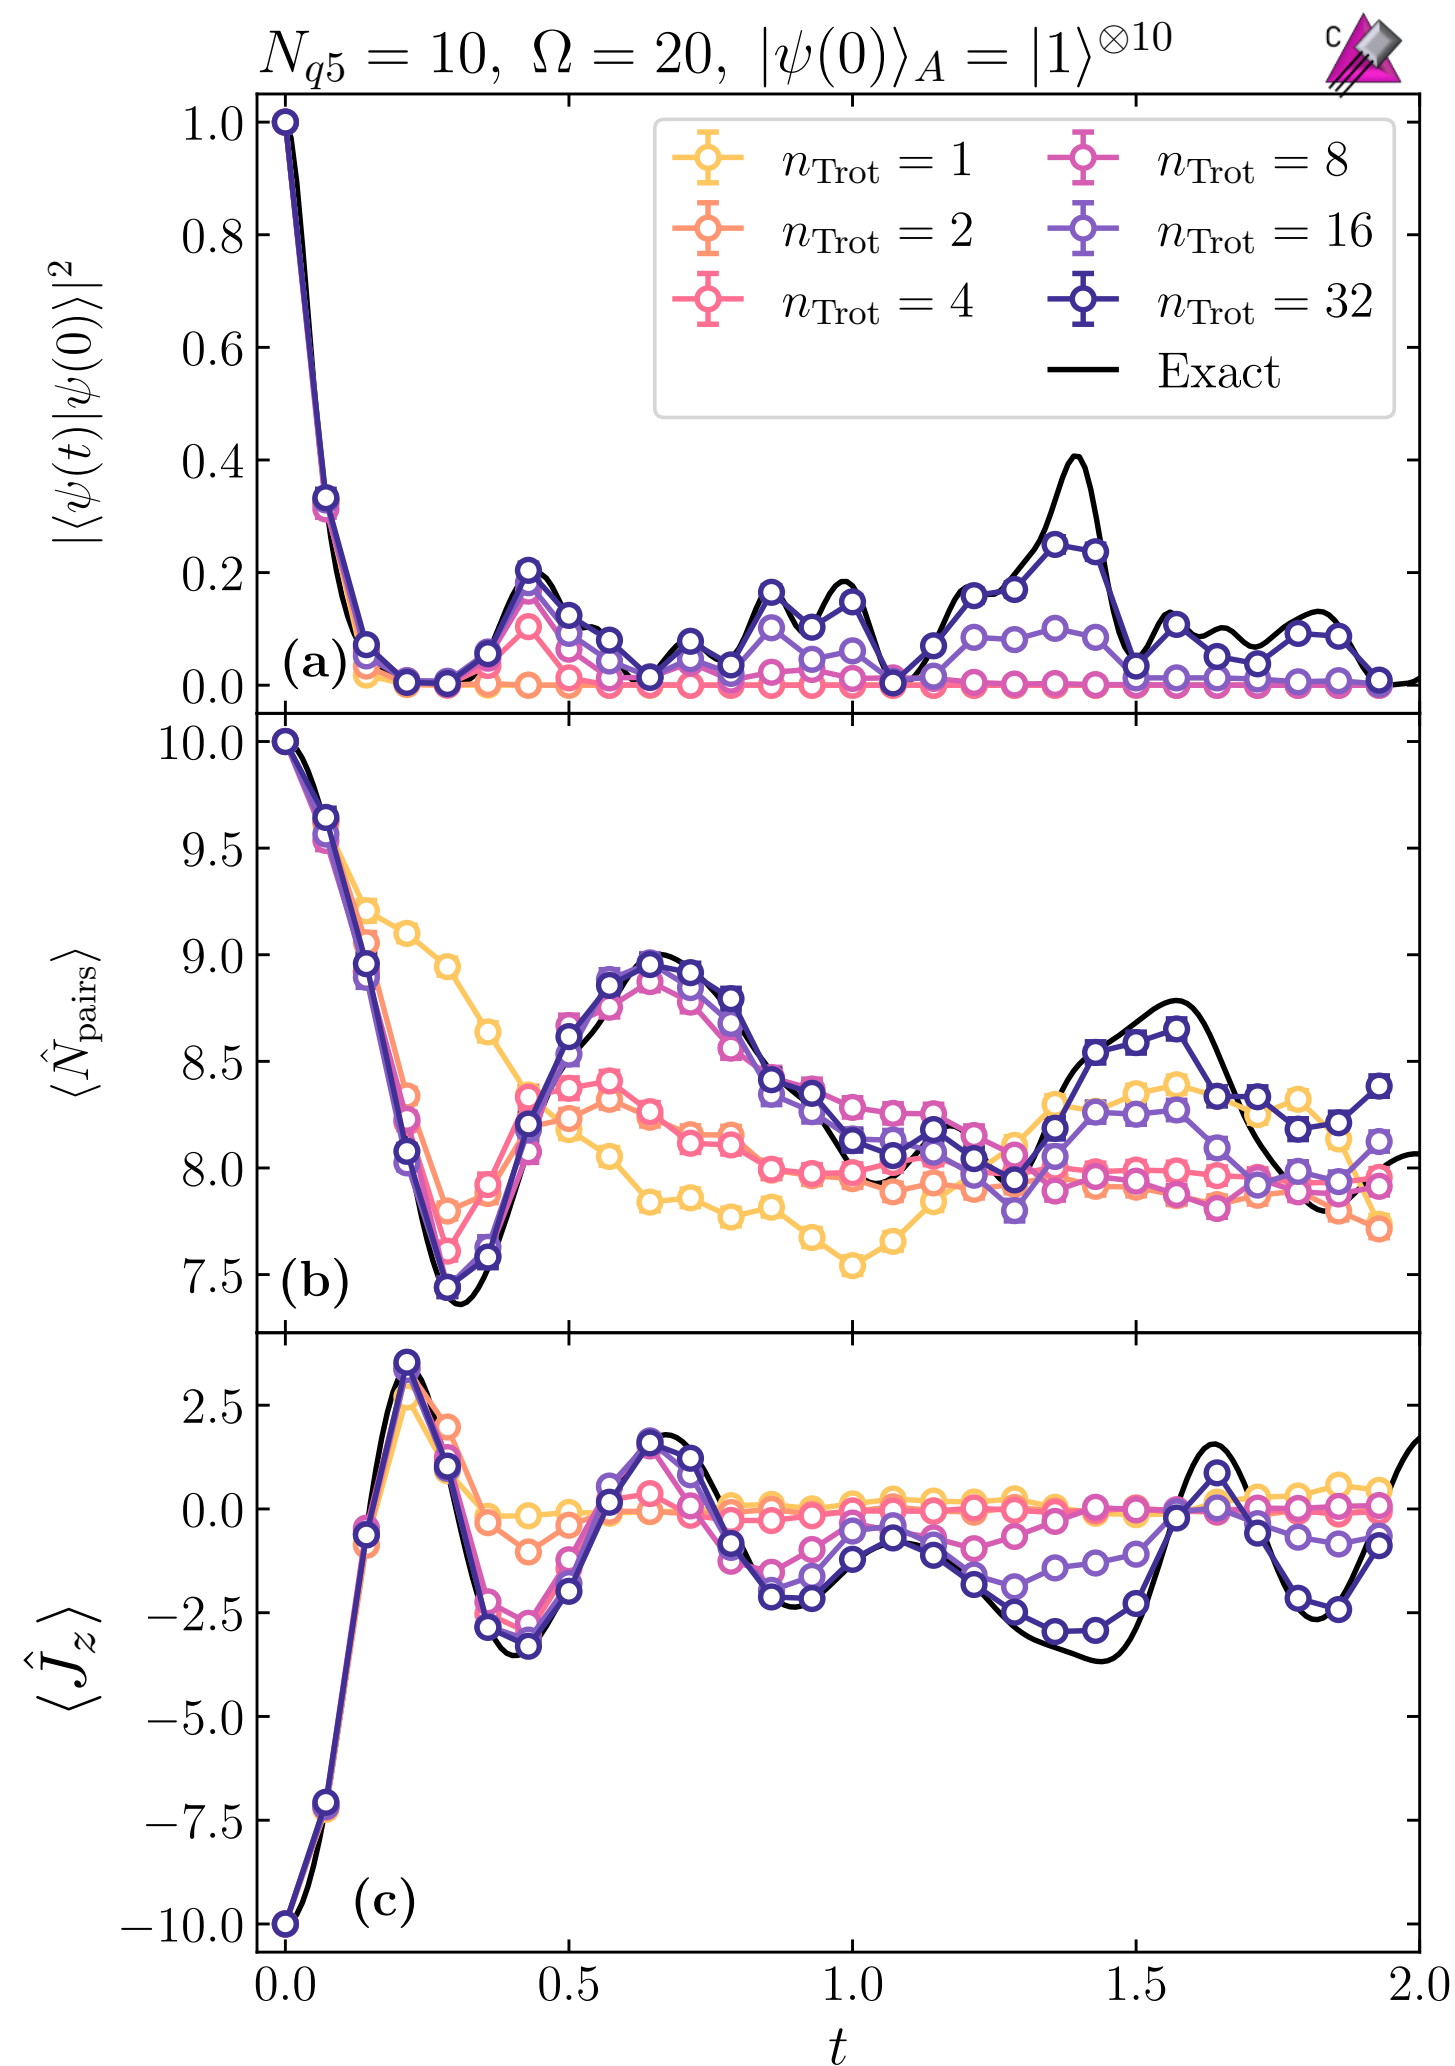 N_{q5} = 10, Ω = 20, |ψ(0)⟩_A = |1⟩^{⊗10}
C
n_Trot = 1
n_Trot = 8
n_Trot = 2
n_Trot = 16
n_Trot = 4
n_Trot = 32
Exact
|⟨ψ(t)|ψ(0)⟩|²
1.0
0.8
0.6
0.4
0.2
0.0
(a)
⟨N̂_pairs⟩
10.0
9.5
9.0
8.5
8.0
7.5
(b)
⟨Ĵ_z⟩
2.5
0.0
−2.5
−5.0
−7.5
−10.0
(c)
0.0 0.5 1.0 1.5 2.0
t